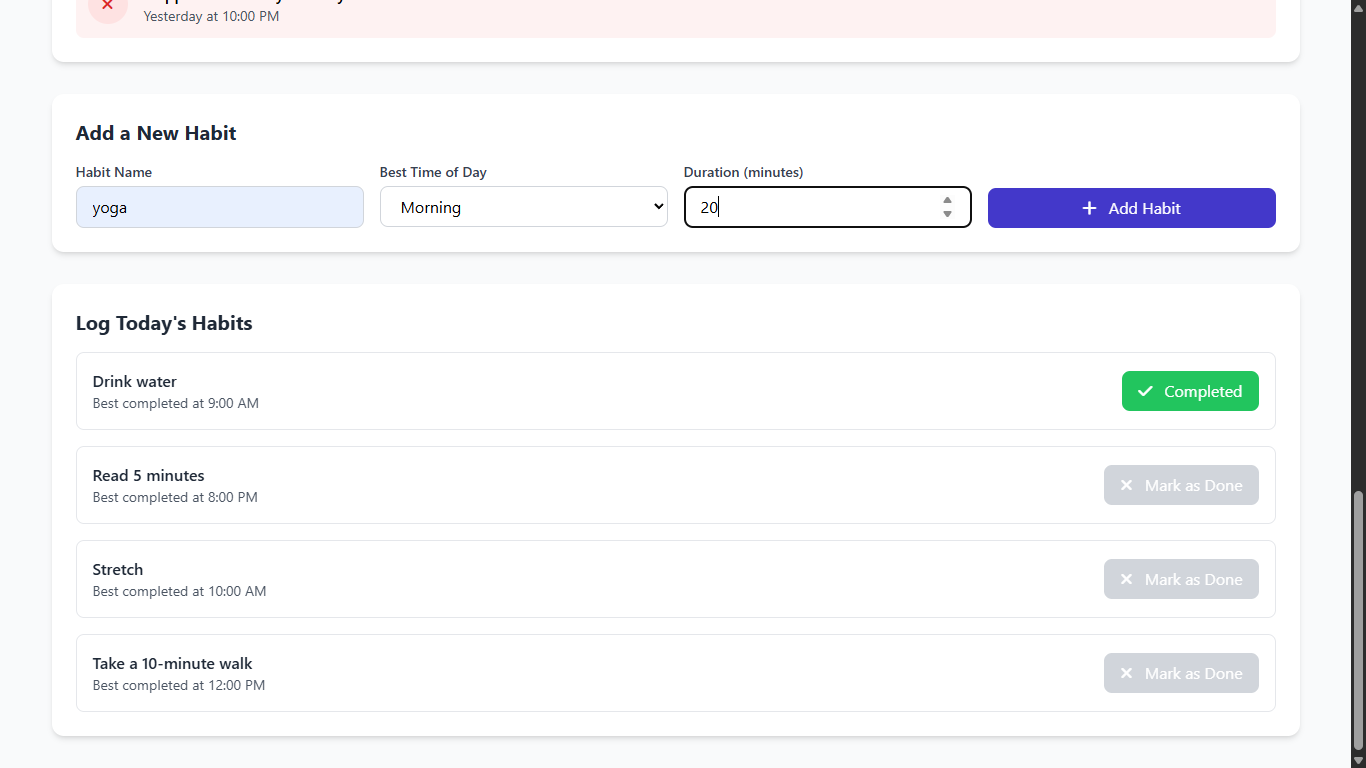 Yesterday at 10:00 PM
Add a New Habit
Habit Name
Best Time of Day
Duration (minutes)
yoga
Morning
20
Add Habit
Log Today's Habits
Drink water
Best completed at 9:00 AM
Completed
Read 5 minutes
Best completed at 8:00 PM
Mark as Done
Stretch
Best completed at 10:00 AM
Mark as Done
Take a 10-minute walk
Best completed at 12:00 PM
Mark as Done